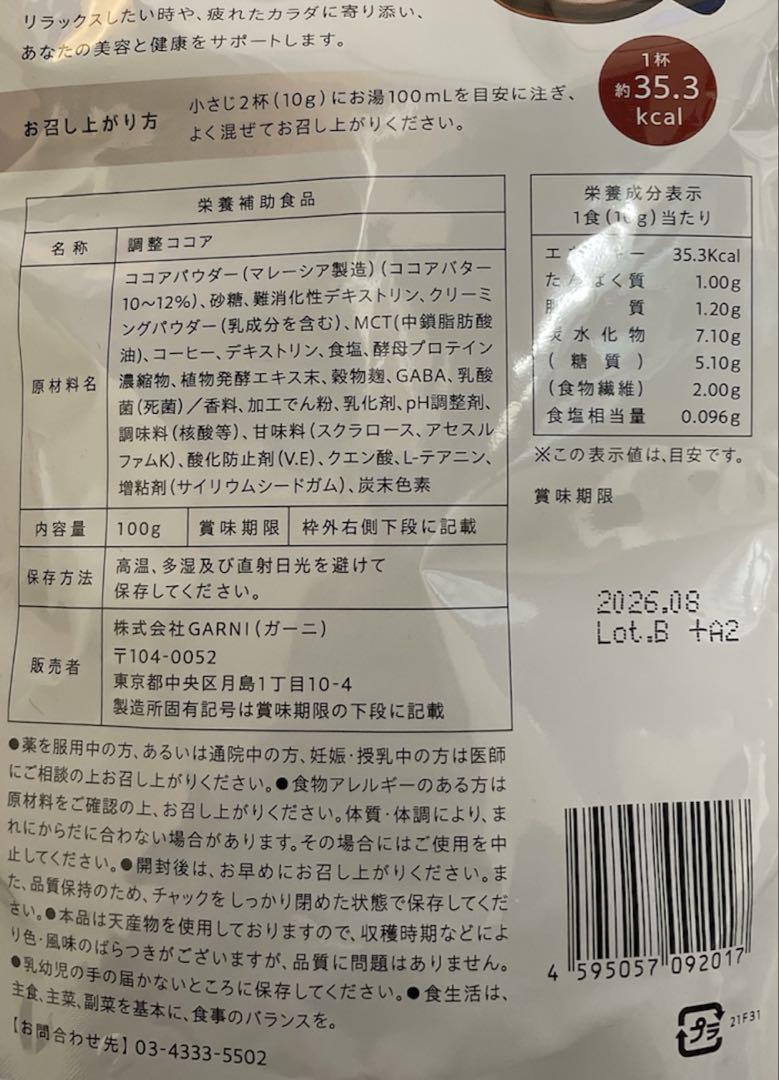 リラックスしたい時や、疲れたカラダに寄り添い、
あなたの美容と健康をサポートします。
1杯
約35.3
kcal
お召し上がり方
小さじ2杯(10g)にお湯100mLを目安に注ぎ、
よく混ぜてお召し上がりください。
栄養補助食品
名称 調整ココア
原材料名
ココアパウダー(マレーシア製造)(ココアバター
10〜12%)、砂糖、難消化性デキストリン、クリーミ
ングパウダー(乳成分を含む)、MCT(中鎖脂肪酸
油)、コーヒー、デキストリン、食塩、酵母プロテイン
濃縮物、植物発酵エキス末、穀物麹、GABA、乳酸
菌(死菌)/香料、加工でん粉、乳化剤、pH調整剤、
調味料(核酸等)、甘味料(スクラロース、アセスル
ファムK)、酸化防止剤(V.E)、クエン酸、L-テアニン、
増粘剤(サイリウムシードガム)、炭末色素
内容量 100g 賞味期限 枠外右側下段に記載
保存方法
高温、多湿及び直射日光を避けて
保存してください。
販売者
株式会社GARNI(ガーニ)
〒104-0052
東京都中央区月島1丁目10-4
製造所固有記号は賞味期限の下段に記載
栄養成分表示
1食(10g)当たり
エネルギー 35.3Kcal
たんぱく質 1.00g
脂質 1.20g
炭水化物 7.10g
(糖質) 5.10g
(食物繊維) 2.00g
食塩相当量 0.096g
※この表示値は、目安です。
賞味期限
2026.08
Lot.B +A2
●薬を服用中の方、あるいは通院中の方、妊娠・授乳中の方は医師
にご相談の上お召し上がりください。●食物アレルギーのある方は
原材料をご確認の上、お召し上がりください。体質・体調により、ま
れにからだに合わない場合があります。その場合にはご使用を中
止してください。●開封後は、お早めにお召し上がりください。ま
た、品質保持のため、チャックをしっかり閉めた状態で保存してくだ
さい。●本品は天産物を使用しておりますので、収穫時期などによ
り色・風味のばらつきがございますが、品質に問題はありません。
●乳幼児の手の届かないところに保存してください。●食生活は、
主食、主菜、副菜を基本に、食事のバランスを。
【お問合わせ先】03-4333-5502
4 595057 092017
プラ
21F31